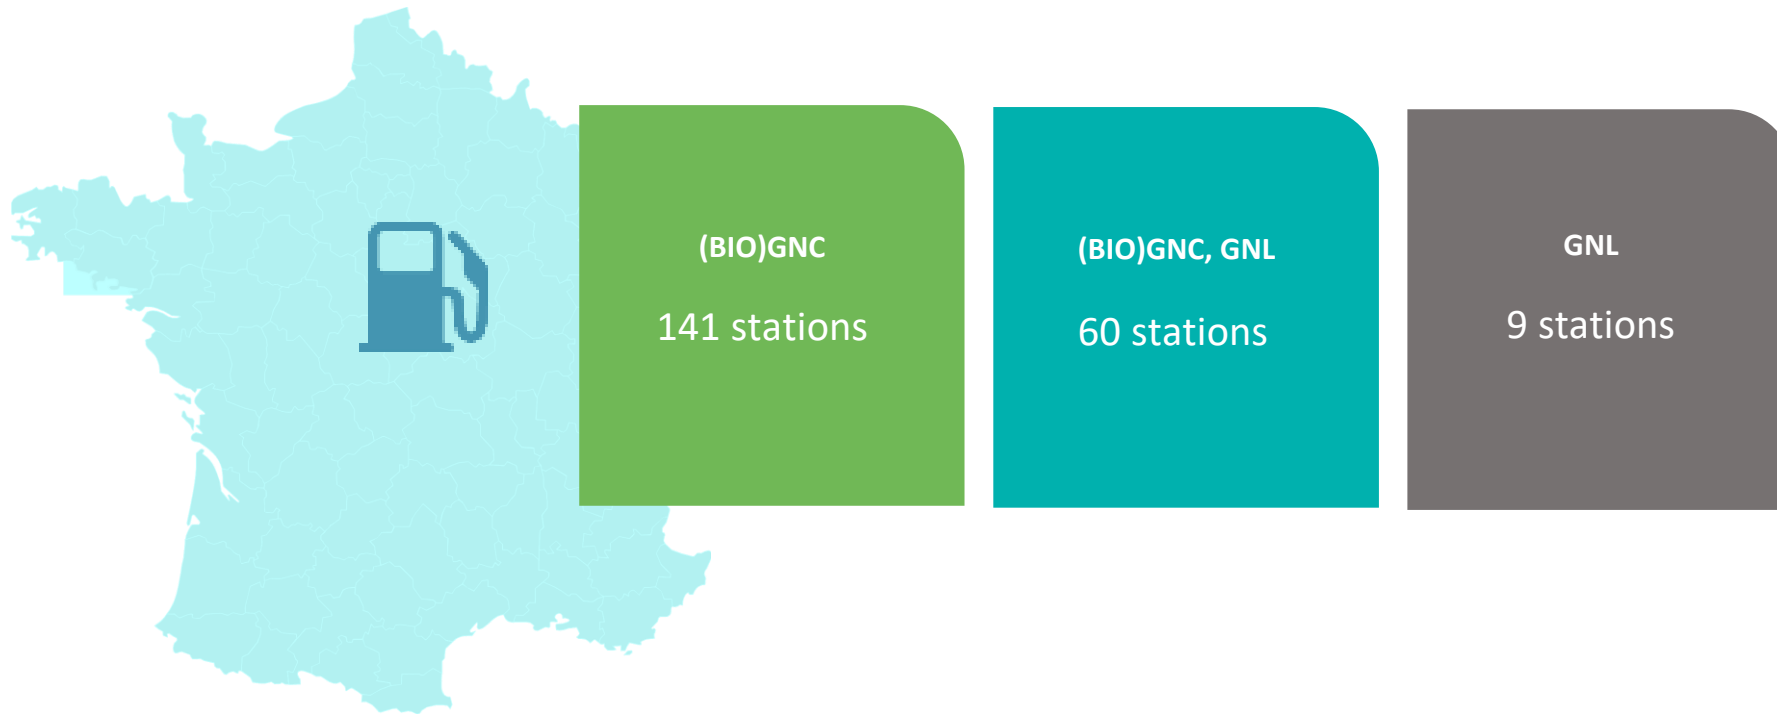 (BIO)GNC
141 stations
(BIO)GNC, GNL
60 stations
GNL
9 stations